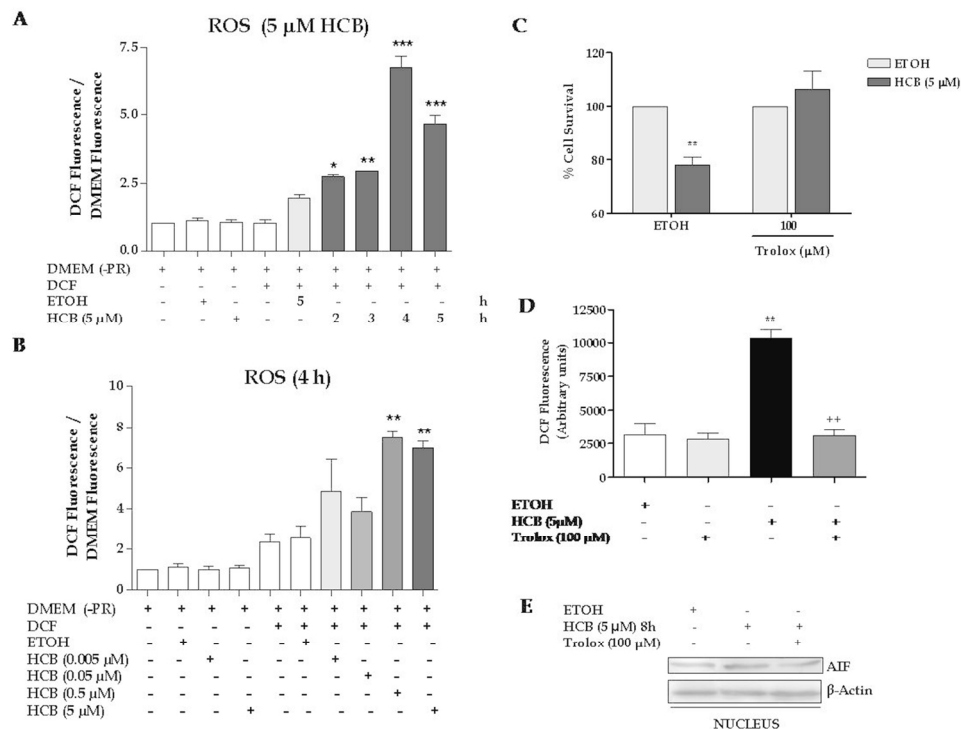 A
ROS (5 µM HCB)
DCF Fluorescence /
DMEM Fluorescence
7.5
5.0
2.5
0.0
* ** *** ***
DMEM (-PR) + + + + + + + + +
DCF - - - + + + + + +
ETOH - + - - 5 - - - - h
HCB (5 µM) - - + - - 2 3 4 5 h
B
ROS (4 h)
DCF Fluorescence /
DMEM Fluorescence
10
8
6
4
2
0
** **
DMEM (-PR) + + + + + + + + + +
DCF - - - - + + + + + +
ETOH - + - - - + - - - -
HCB (0.005 µM) - - + - - - + - - -
HCB (0.05 µM) - - - - - - - + - -
HCB (0.5 µM) - - - - - - - - + -
HCB (5 µM) - - - + - - - - - +
C
% Cell Survival
120
100
80
60
**
ETOH
HCB (5 µM)
ETOH 100
Trolox (µM)
D
DCF Fluorescence
(Arbitrary units)
12500
10000
7500
5000
2500
0
** ++
ETOH + - - -
HCB (5µM) - - + +
Trolox (100 µM) - + - +
E
ETOH + - -
HCB (5 µM) 8h - + +
Trolox (100 µM) - - +
AIF
β-Actin
NUCLEUS